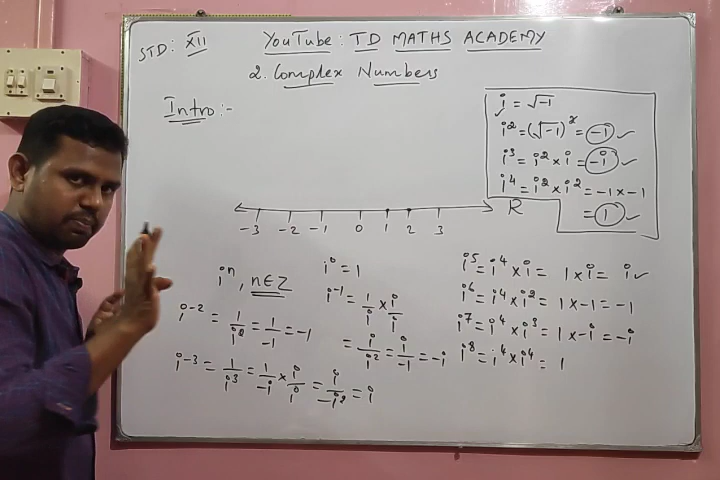 STD: XII
YouTube: TD MATHS ACADEMY
2. Complex Numbers
Intro:-
i = √-1
i² = (√-1)² = -1
i³ = i² × i = -i
i⁴ = i² × i² = -1 × -1
= 1
-3 -2 -1 0 1 2 3 R
iⁿ, n∈Z
i⁰ = 1
i⁻¹ = 1/i × i/i
= i/i² = i/-1 = -i
i⁻² = 1/i² = 1/-1 = -1
i⁻³ = 1/i³ = 1/-i × i/i = i/-i² = i
i⁵ = i⁴ × i = 1 × i = i
i⁶ = i⁴ × i² = 1 × -1 = -1
i⁷ = i⁴ × i³ = 1 × -i = -i
i⁸ = i⁴ × i⁴ = 1